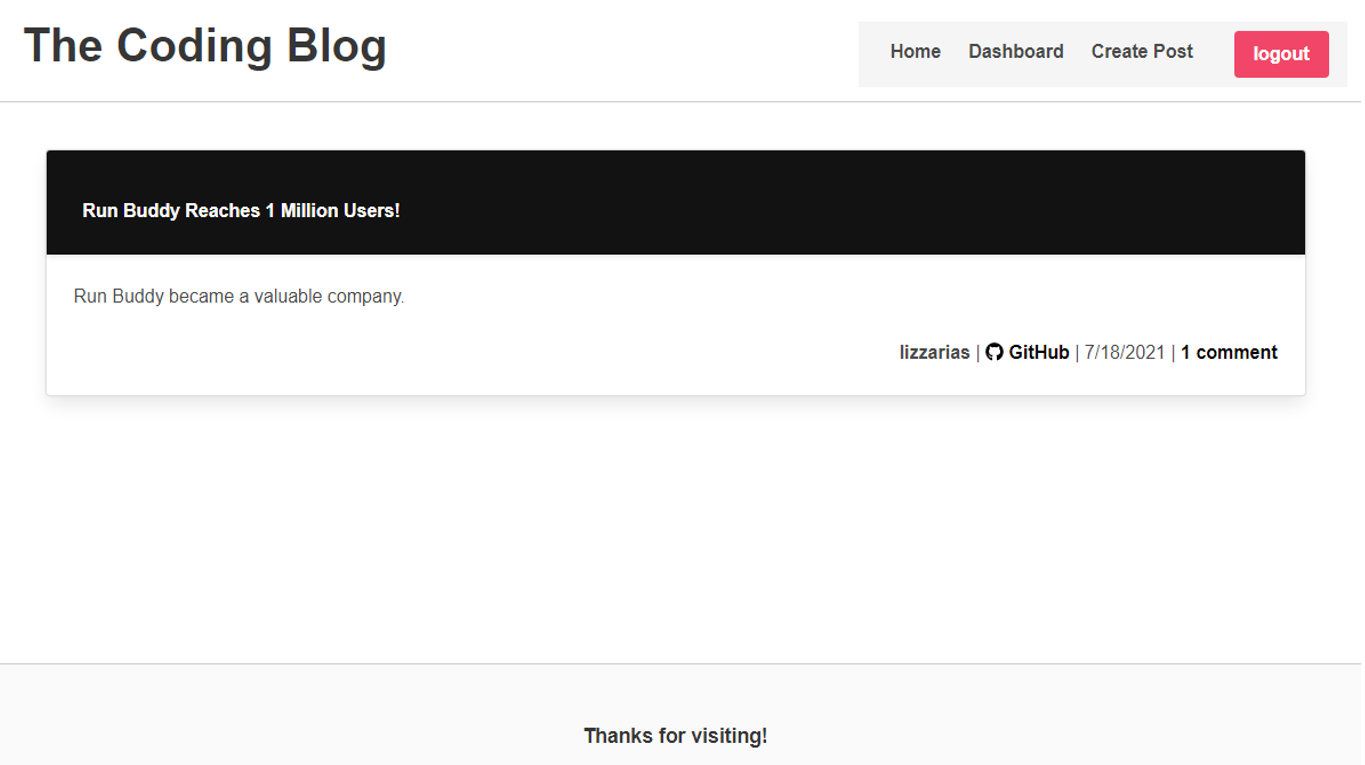 The Coding Blog
Home Dashboard Create Post logout
Run Buddy Reaches 1 Million Users!
Run Buddy became a valuable company.
lizzarias | GitHub | 7/18/2021 | 1 comment
Thanks for visiting!